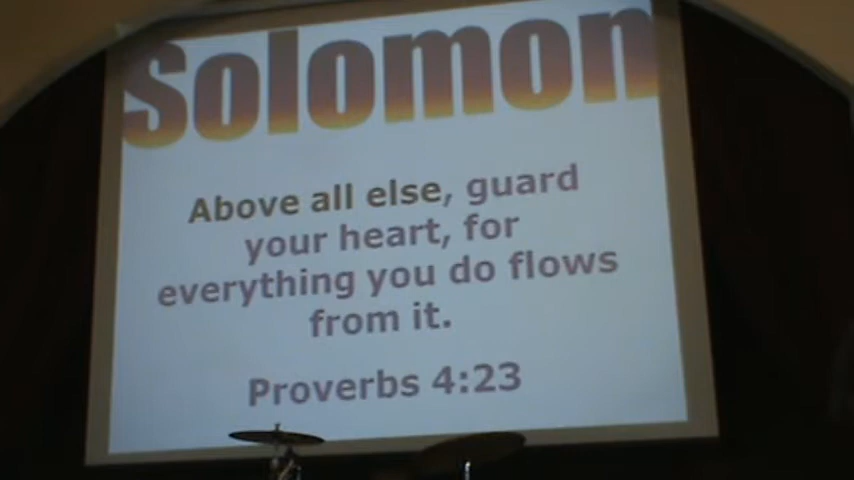 Solomon
Above all else, guard
your heart, for
everything you do flows
from it.
Proverbs 4:23